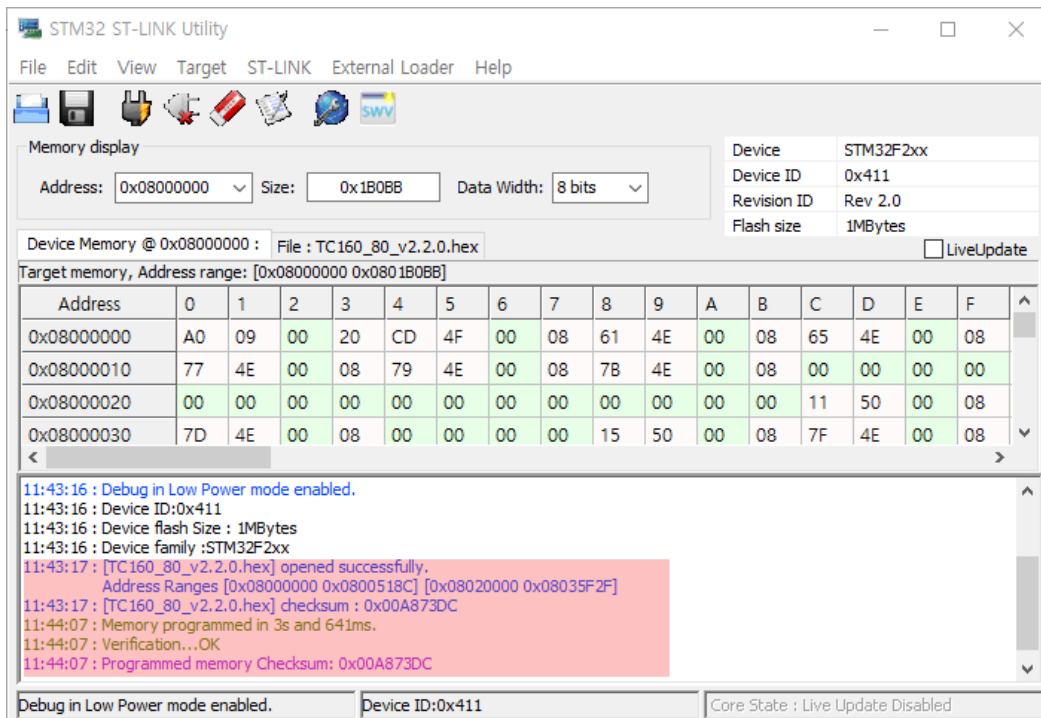 STM32 ST-LINK Utility
File Edit View Target ST-LINK External Loader Help
SWV
Memory display
Address: 0x08000000 Size: 0x1B0BB Data Width: 8 bits
Device STM32F2xx
Device ID 0x411
Revision ID Rev 2.0
Flash size 1MBytes
Device Memory @ 0x08000000 : File : TC160_80_v2.2.0.hex LiveUpdate
Target memory, Address range: [0x08000000 0x0801B0BB]
Address 0 1 2 3 4 5 6 7 8 9 A B C D E F
0x08000000 A0 09 00 20 CD 4F 00 08 61 4E 00 08 65 4E 00 08
0x08000010 77 4E 00 08 79 4E 00 08 7B 4E 00 08 00 00 00 00
0x08000020 00 00 00 00 00 00 00 00 00 00 00 00 11 50 00 08
0x08000030 7D 4E 00 08 00 00 00 00 15 50 00 08 7F 4E 00 08
11:43:16 : Debug in Low Power mode enabled.
11:43:16 : Device ID:0x411
11:43:16 : Device flash Size : 1MBytes
11:43:16 : Device family :STM32F2xx
11:43:17 : [TC160_80_v2.2.0.hex] opened successfully.
Address Ranges [0x08000000 0x0800518C] [0x08020000 0x08035F2F]
11:43:17 : [TC160_80_v2.2.0.hex] checksum : 0x00A873DC
11:44:07 : Memory programmed in 3s and 641ms.
11:44:07 : Verification...OK
11:44:07 : Programmed memory Checksum: 0x00A873DC
Debug in Low Power mode enabled. Device ID:0x411 Core State : Live Update Disabled